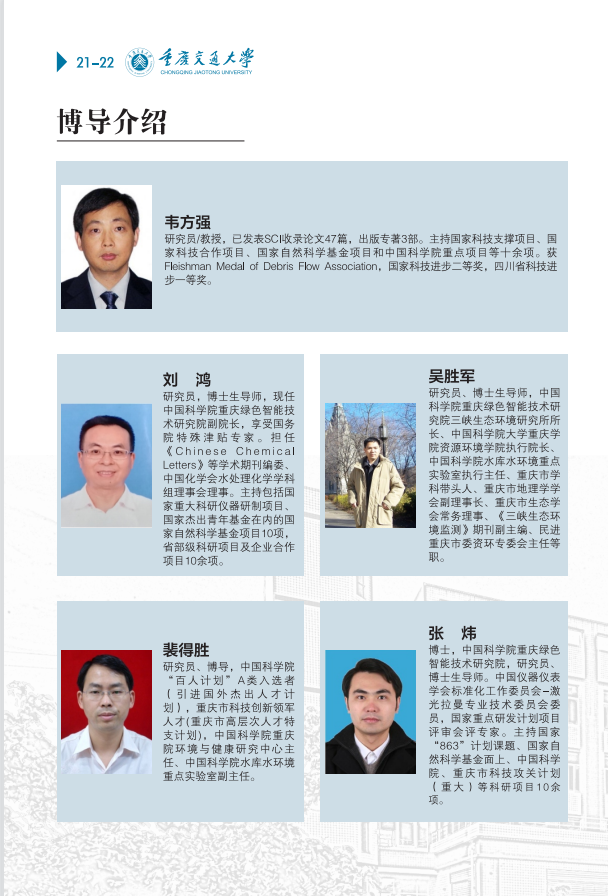 21-22
重庆交通大学
CHONGQING JIAOTONG UNIVERSITY
博导介绍
韦方强
研究员/教授，已发表SCI收录论文47篇，出版专著3部。主持国家科技支撑项目、国
家科技合作项目、国家自然科学基金项目和中国科学院重点项目等十余项。获
Fleishman Medal of Debris Flow Association，国家科技进步二等奖，四川省科技进
步一等奖。
刘 鸿
研究员，博士生导师，现任
中国科学院重庆绿色智能技
术研究院副院长，享受国务
院特殊津贴专家。担任
《Chinese Chemical
Letters》等学术期刊编委、
中国化学会水处理化学学科
组理事会理事。主持包括国
家重大科研仪器研制项目、
国家杰出青年基金在内的国
家自然科学基金项目10项，
省部级科研项目及企业合作
项目10余项。
吴胜军
研究员、博士生导师，中国
科学院重庆绿色智能技术研
究院三峡生态环境研究所所
长、中国科学院大学重庆学
院资源环境学院执行院长、
中国科学院水库水环境重点
实验室执行主任、重庆市学
科带头人、重庆市地理学学
会副理事长、重庆市生态学
会常务理事、《三峡生态环
境监测》期刊副主编、民进
重庆市委资环专委会主任等
职。
裴得胜
研究员、博导，中国科学院
“百人计划”A类入选者
（引进国外杰出人才计
划），重庆市科技创新领军
人才(重庆市高层次人才特
支计划)，中国科学院重庆
院环境与健康研究中心主
任、中国科学院水库水环境
重点实验室副主任。
张 炜
博士，中国科学院重庆绿色
智能技术研究院，研究员、
博士生导师。中国仪器仪表
学会标准化工作委员会-激
光拉曼专业技术委员会委
员，国家重点研发计划项目
评审会评专家。主持国家
“863”计划课题、国家自
然科学基金面上、中国科学
院、重庆市科技攻关计划
（重大）等科研项目10余
项。